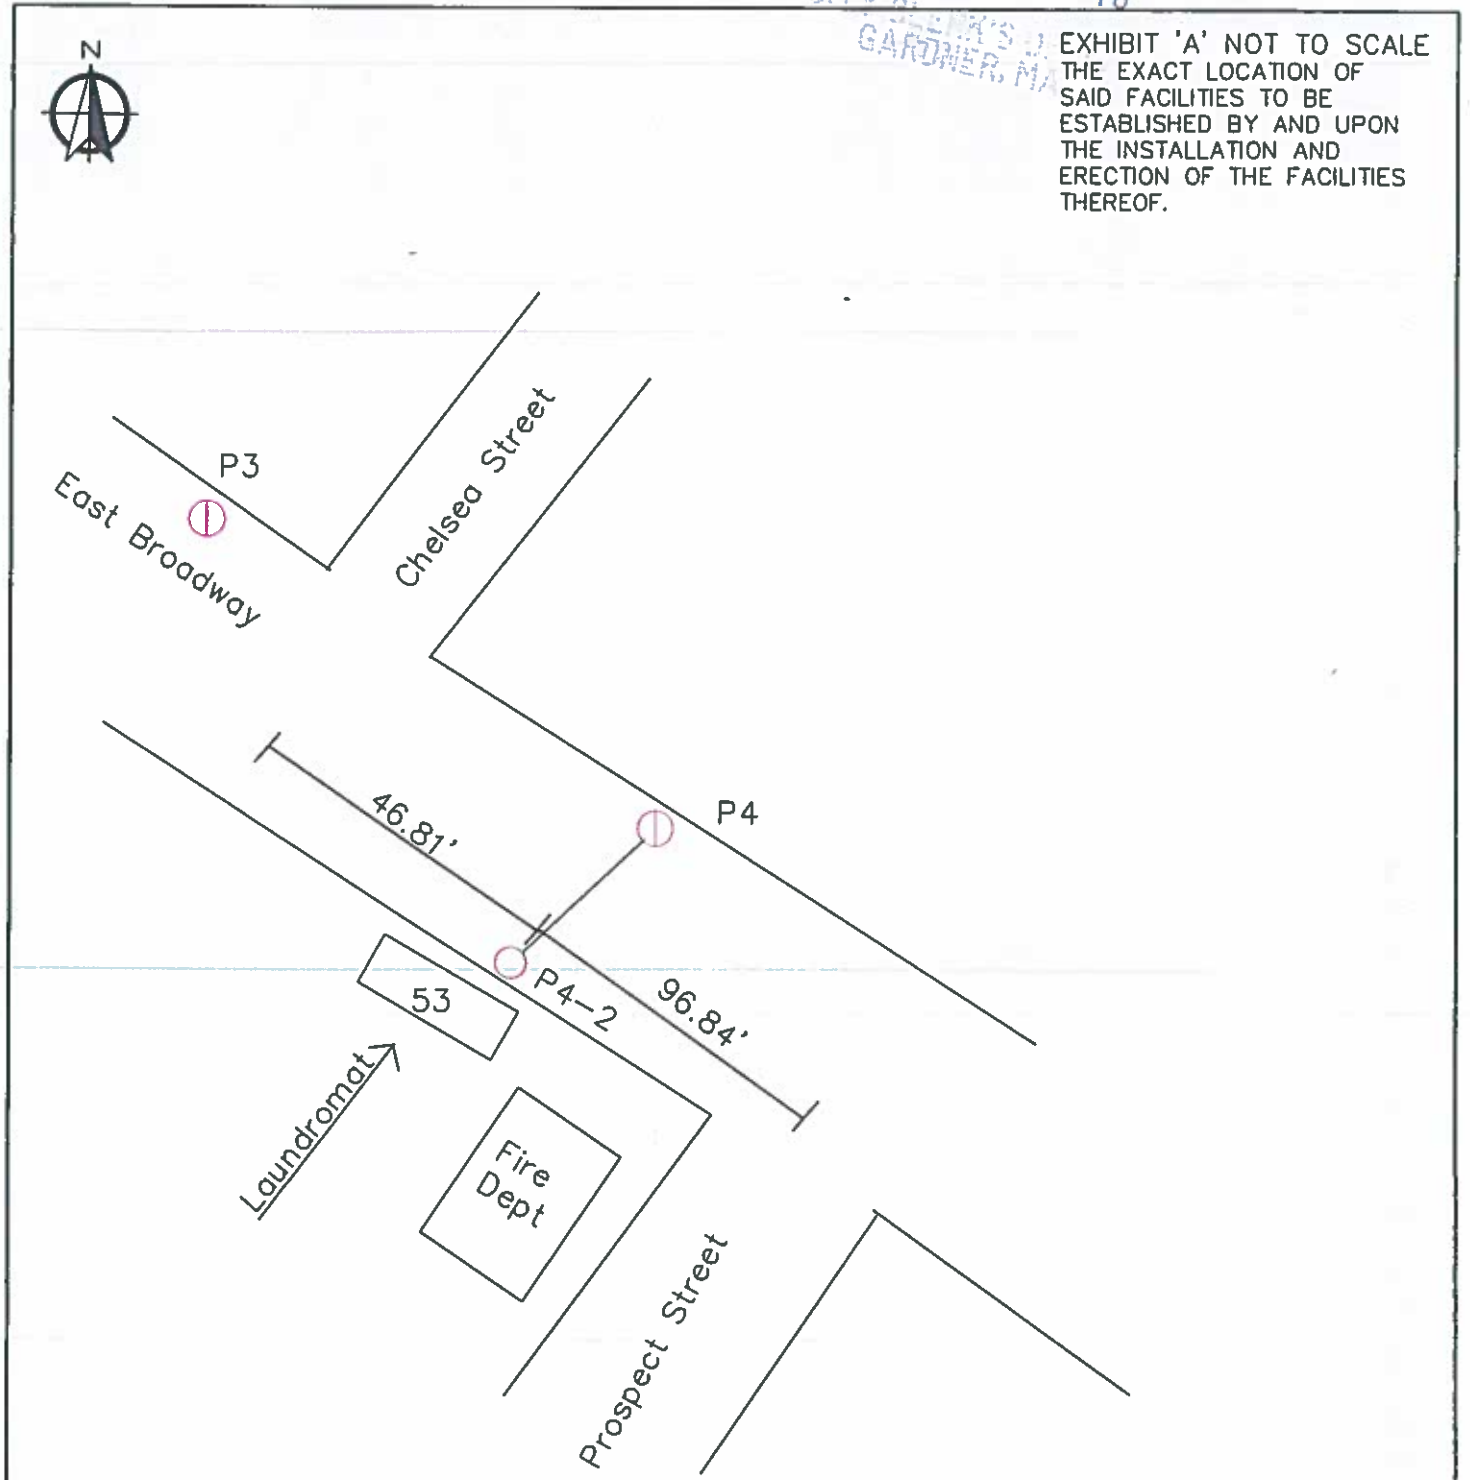 N
EXHIBIT 'A' NOT TO SCALE
THE EXACT LOCATION OF
SAID FACILITIES TO BE
ESTABLISHED BY AND UPON
THE INSTALLATION AND
ERECTION OF THE FACILITIES
THEREOF.
GARDNER, MA
P3
East Broadway
Chelsea Street
46.81'
P4
P4-2
53
96.84'
Laundromat
Fire
Dept
Prospect Street